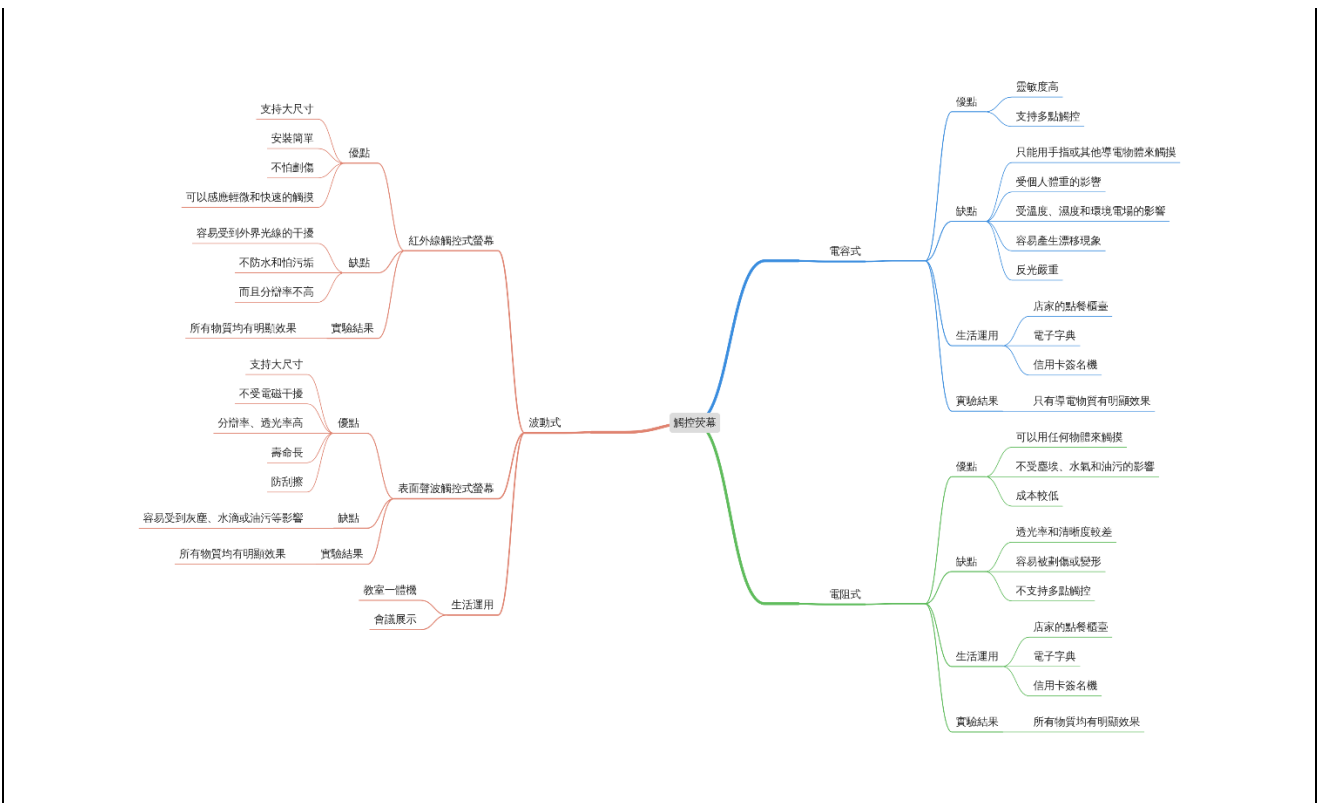 觸控荧幕
電容式
優點
靈敏度高
支持多點觸控
缺點
只能用手指或其他導電物體來觸摸
受個人體重的影響
受溫度、濕度和環境電場的影響
容易產生漂移現象
反光嚴重
生活運用
店家的點餐櫃臺
電子字典
信用卡簽名機
實驗結果
只有導電物質有明顯效果
電阻式
優點
可以用任何物體來觸摸
不受塵埃、水氣和油污的影響
成本較低
缺點
透光率和清晰度較差
容易被劃傷或變形
不支持多點觸控
生活運用
店家的點餐櫃臺
電子字典
信用卡簽名機
實驗結果
所有物質均有明顯效果
波動式
紅外線觸控式螢幕
優點
支持大尺寸
安裝簡單
不怕劃傷
可以感應輕微和快速的觸摸
缺點
容易受到外界光線的干擾
不防水和怕污垢
而且分辯率不高
實驗結果
所有物質均有明顯效果
表面聲波觸控式螢幕
優點
支持大尺寸
不受電磁干擾
分辯率、透光率高
壽命長
防刮擦
缺點
容易受到灰塵、水滴或油污等影響
實驗結果
所有物質均有明顯效果
生活運用
教室一體機
會議展示